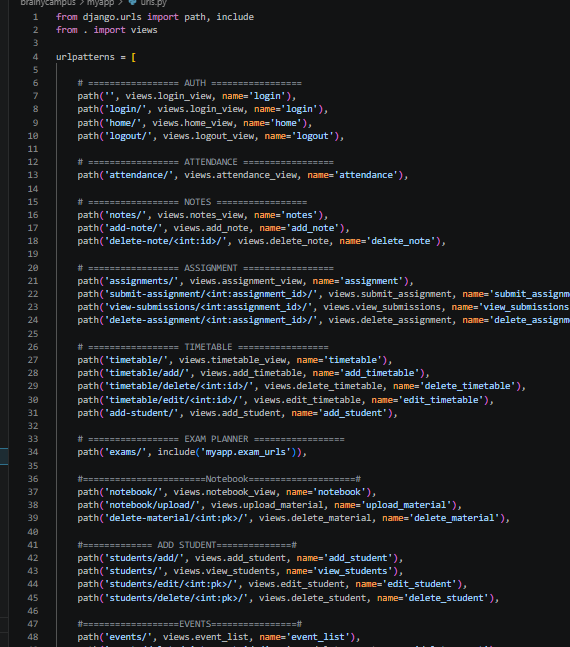 brainycampus > myapp > urls.py
1 from django.urls import path, include
2 from . import views
3
4 urlpatterns = [
5
6 # ================= AUTH =================
7 path('', views.login_view, name='login'),
8 path('login/', views.login_view, name='login'),
9 path('home/', views.home_view, name='home'),
10 path('logout/', views.logout_view, name='logout'),
11
12 # ================= ATTENDANCE =================
13 path('attendance/', views.attendance_view, name='attendance'),
14
15 # ================= NOTES =================
16 path('notes/', views.notes_view, name='notes'),
17 path('add-note/', views.add_note, name='add_note'),
18 path('delete-note/<int:id>/', views.delete_note, name='delete_note'),
19
20 # ================= ASSIGNMENT =================
21 path('assignments/', views.assignment_view, name='assignment'),
22 path('submit-assignment/<int:assignment_id>/', views.submit_assignment, name='submit_assignm
23 path('view-submissions/<int:assignment_id>/', views.view_submissions, name='view_submissions
24 path('delete-assignment/<int:assignment_id>/', views.delete_assignment, name='delete_assignm
25
26 # ================= TIMETABLE =================
27 path('timetable/', views.timetable_view, name='timetable'),
28 path('timetable/add/', views.add_timetable, name='add_timetable'),
29 path('timetable/delete/<int:id>/', views.delete_timetable, name='delete_timetable'),
30 path('timetable/edit/<int:id>/', views.edit_timetable, name='edit_timetable'),
31 path('add-student/', views.add_student, name='add_student'),
32
33 # ================= EXAM PLANNER =================
34 path('exams/', include('myapp.exam_urls')),
35
36 #=======================Notebook====================#
37 path('notebook/', views.notebook_view, name='notebook'),
38 path('notebook/upload/', views.upload_material, name='upload_material'),
39 path('delete-material/<int:pk>/', views.delete_material, name='delete_material'),
40
41 #============= ADD STUDENT==============#
42 path('students/add/', views.add_student, name='add_student'),
43 path('students/', views.view_students, name='view_students'),
44 path('students/edit/<int:pk>/', views.edit_student, name='edit_student'),
45 path('students/delete/<int:pk>/', views.delete_student, name='delete_student'),
46
47 #==================EVENTS================#
48 path('events/', views.event_list, name='event_list'),